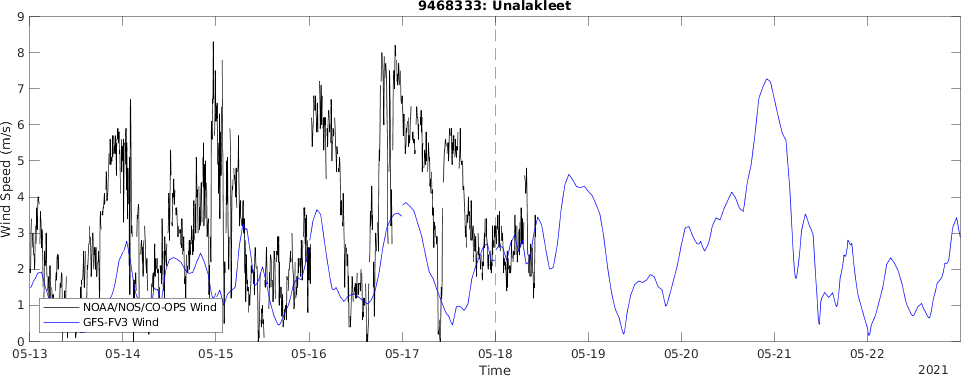 9468333: Unalakleet
9
8
7
6
5
4
3
2
1
0
Wind Speed (m/s)
NOAA/NOS/CO-OPS Wind
GFS-FV3 Wind
05-13 05-14 05-15 05-16 05-17 05-18 05-19 05-20 05-21 05-22
Time
2021